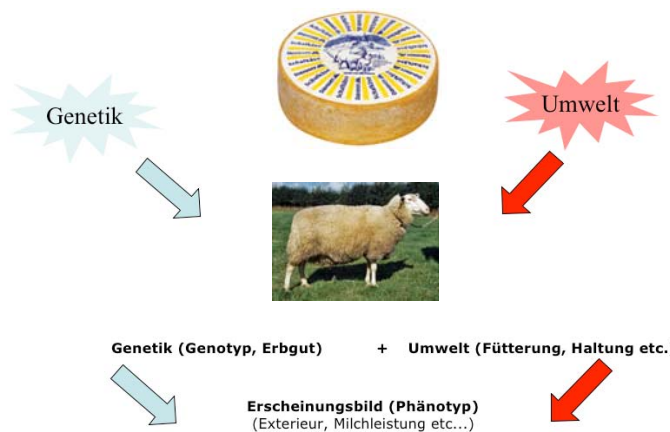 Genetik
Umwelt
Genetik (Genotyp, Erbgut) + Umwelt (Fütterung, Haltung etc.
Erscheinungsbild (Phänotyp)
(Exterieur, Milchleistung etc...)